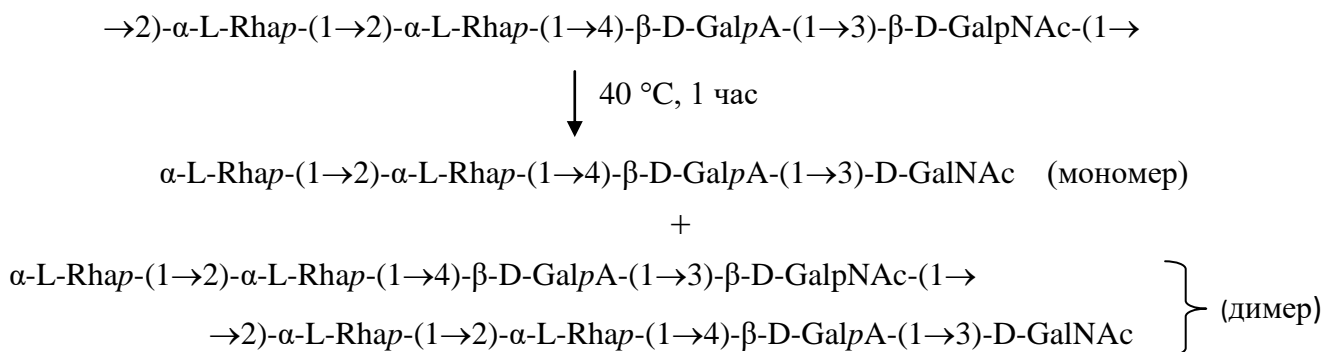 →2)-α-L-Rhap-(1→2)-α-L-Rhap-(1→4)-β-D-GalpA-(1→3)-β-D-GalpNAc-(1→
40 °C, 1 час
α-L-Rhap-(1→2)-α-L-Rhap-(1→4)-β-D-GalpA-(1→3)-D-GalNAc (мономер)
+
α-L-Rhap-(1→2)-α-L-Rhap-(1→4)-β-D-GalpA-(1→3)-β-D-GalpNAc-(1→
→2)-α-L-Rhap-(1→2)-α-L-Rhap-(1→4)-β-D-GalpA-(1→3)-D-GalNAc
(димер)